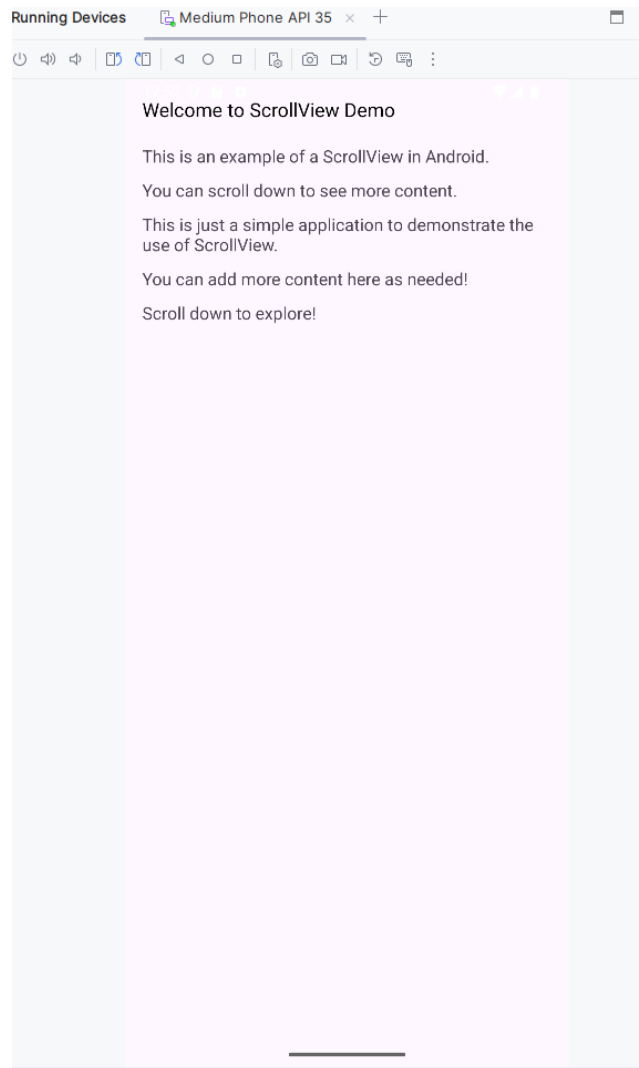 Running Devices
Medium Phone API 35
Welcome to ScrollView Demo
This is an example of a ScrollView in Android.
You can scroll down to see more content.
This is just a simple application to demonstrate the
use of ScrollView.
You can add more content here as needed!
Scroll down to explore!